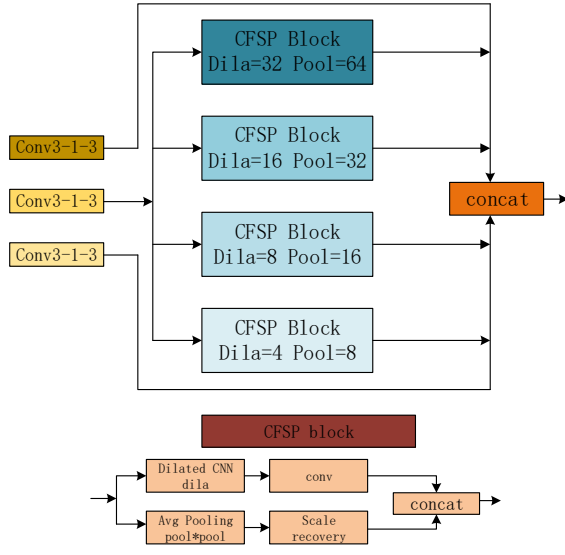 CFSP Block
Dila=32 Pool=64
Conv3-1-3
CFSP Block
Dila=16 Pool=32
Conv3-1-3
concat
Conv3-1-3
CFSP Block
Dila=8 Pool=16
CFSP Block
Dila=4 Pool=8
CFSP block
Dilated CNN
dila
conv
concat
Avg Pooling
pool*pool
Scale
recovery